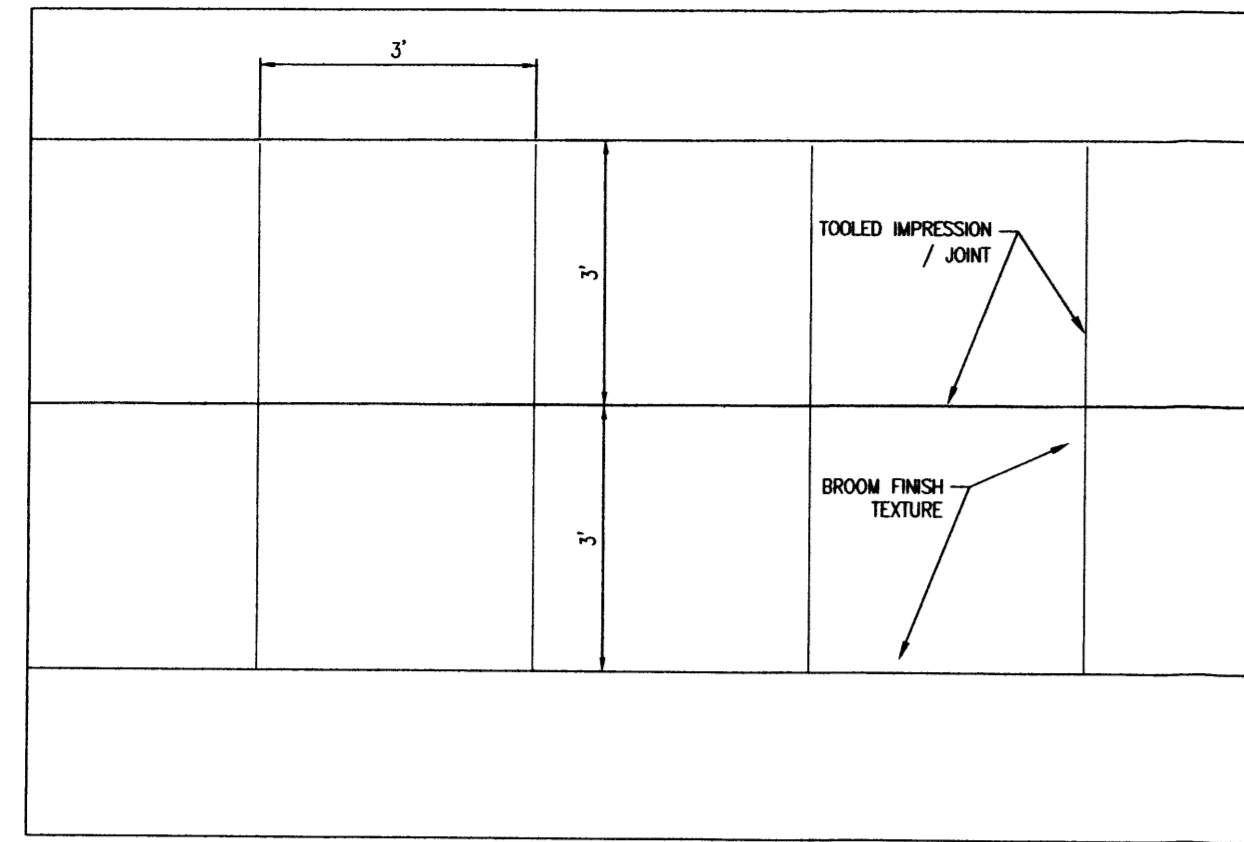 3'
3'
TOOLED IMPRESSION
/ JOINT
3'
BROOM FINISH
TEXTURE